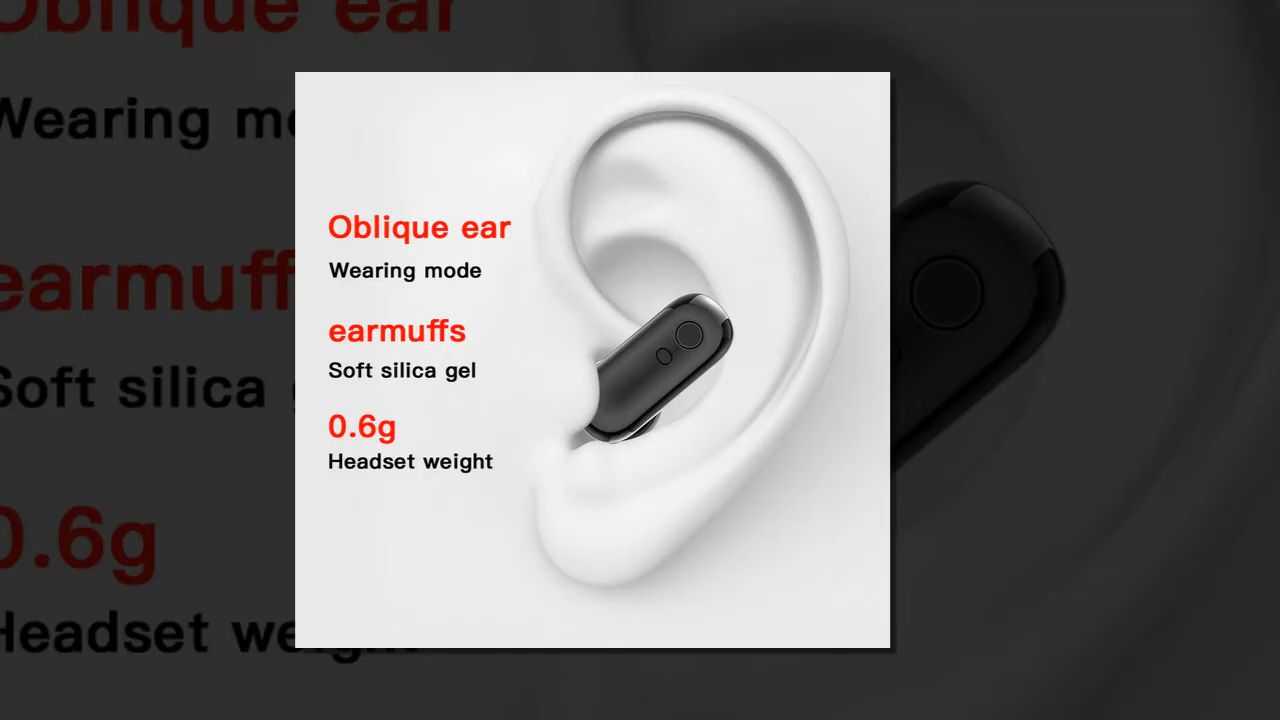 Oblique ear
Wearing mode
earmuffs
Soft silica gel
0.6g
Headset weight